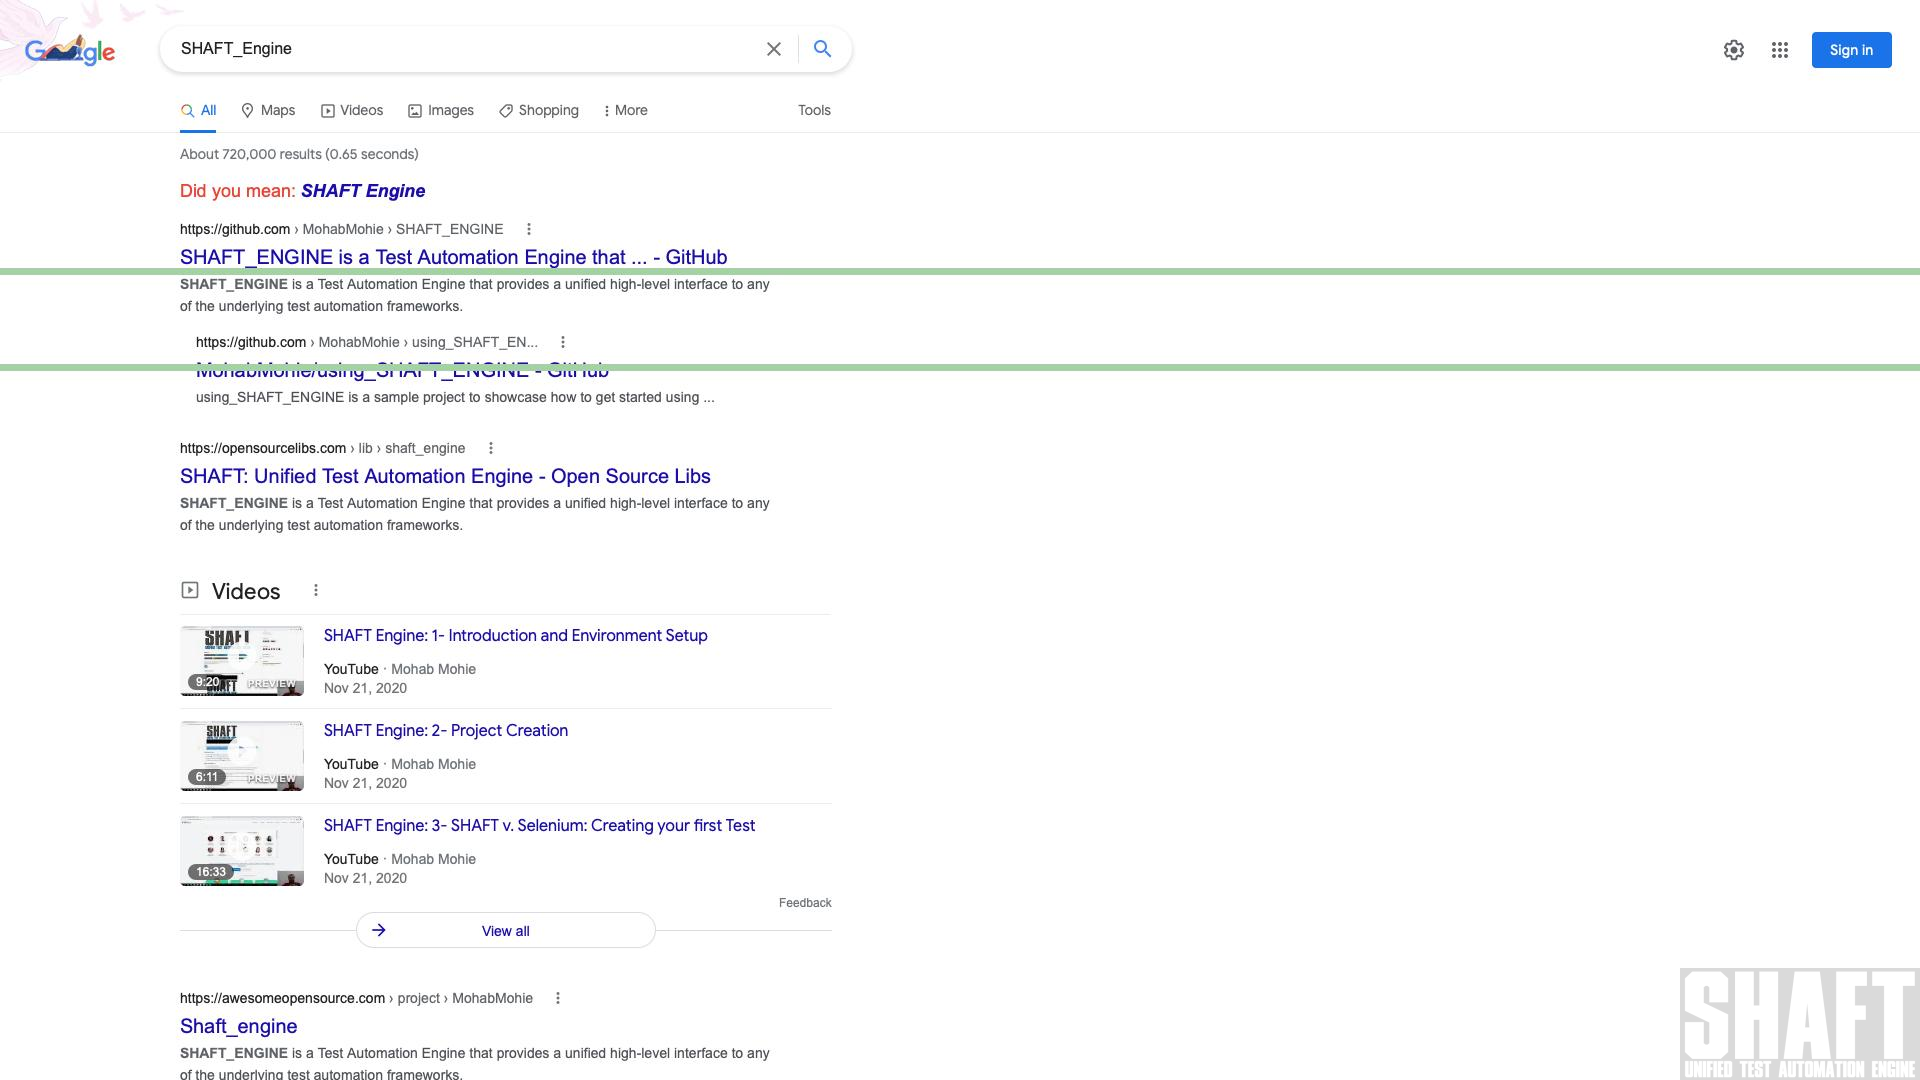 Google
SHAFT_Engine
Sign in
All
Maps
Videos
Images
Shopping
More
Tools
About 720,000 results (0.65 seconds)
Did you mean: SHAFT Engine
https://github.com › MohabMohie › SHAFT_ENGINE
SHAFT_ENGINE is a Test Automation Engine that ... - GitHub
SHAFT_ENGINE is a Test Automation Engine that provides a unified high-level interface to any
of the underlying test automation frameworks.
https://github.com › MohabMohie › using_SHAFT_EN...
MohabMohie/using_SHAFT_ENGINE - GitHub
using_SHAFT_ENGINE is a sample project to showcase how to get started using ...
https://opensourcelibs.com › lib › shaft_engine
SHAFT: Unified Test Automation Engine - Open Source Libs
SHAFT_ENGINE is a Test Automation Engine that provides a unified high-level interface to any
of the underlying test automation frameworks.
Videos
SHAFT
9:20
PREVIEW
SHAFT Engine: 1- Introduction and Environment Setup
YouTube · Mohab Mohie
Nov 21, 2020
SHAFT
6:11
PREVIEW
SHAFT Engine: 2- Project Creation
YouTube · Mohab Mohie
Nov 21, 2020
16:33
SHAFT Engine: 3- SHAFT v. Selenium: Creating your first Test
YouTube · Mohab Mohie
Nov 21, 2020
Feedback
View all
https://awesomeopensource.com › project › MohabMohie
Shaft_engine
SHAFT_ENGINE is a Test Automation Engine that provides a unified high-level interface to any
of the underlying test automation frameworks.
SHAFT
UNIFIED TEST AUTOMATION ENGINE